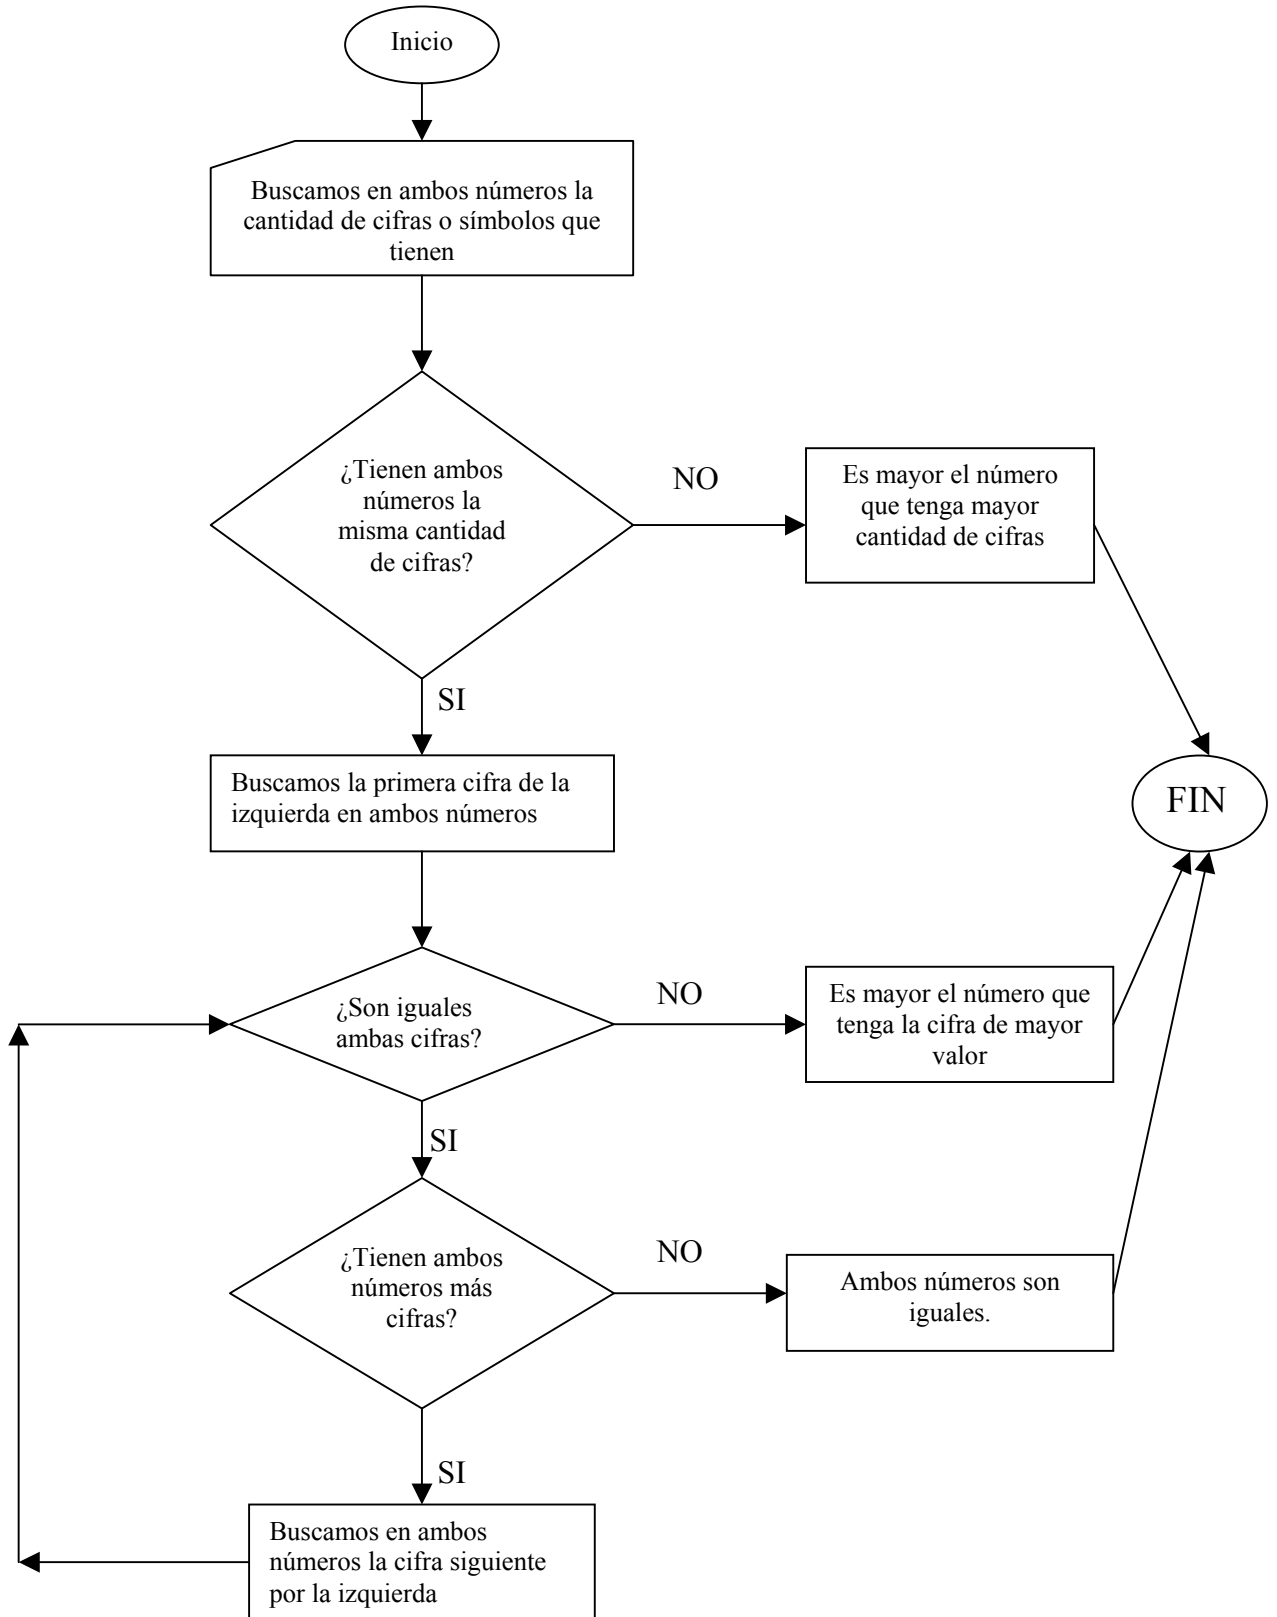 Inicio
Buscamos en ambos números la
cantidad de cifras o símbolos que
tienen
¿Tienen ambos
números la
misma cantidad
de cifras?
NO
Es mayor el número
que tenga mayor
cantidad de cifras
SI
Buscamos la primera cifra de la
izquierda en ambos números
FIN
¿Son iguales
ambas cifras?
NO
Es mayor el número que
tenga la cifra de mayor
valor
SI
¿Tienen ambos
números más
cifras?
NO
Ambos números son
iguales.
SI
Buscamos en ambos
números la cifra siguiente
por la izquierda